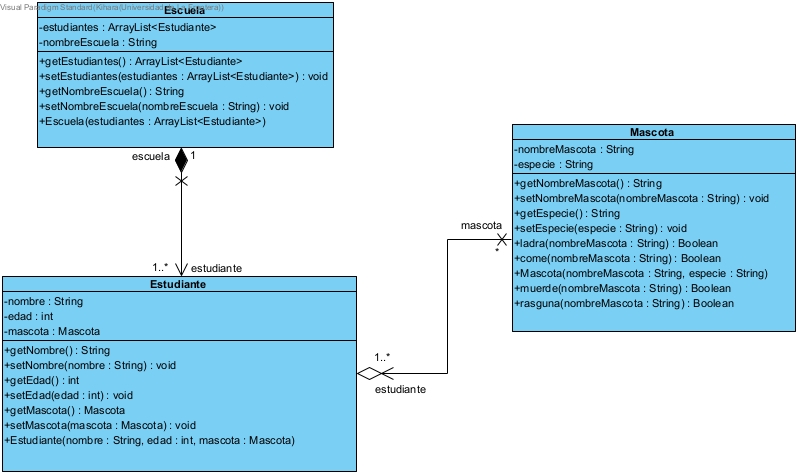 Visual Paradigm Standard(Kihara(Universidad de La Frontera))
Escuela
-estudiantes : ArrayList<Estudiante>
-nombreEscuela : String
+getEstudiantes() : ArrayList<Estudiante>
+setEstudiantes(estudiantes : ArrayList<Estudiante>) : void
+getNombreEscuela() : String
+setNombreEscuela(nombreEscuela : String) : void
+Escuela(estudiantes : ArrayList<Estudiante>)
escuela
1
1..*
estudiante
Estudiante
-nombre : String
-edad : int
-mascota : Mascota
+getNombre() : String
+setNombre(nombre : String) : void
+getEdad() : int
+setEdad(edad : int) : void
+getMascota() : Mascota
+setMascota(mascota : Mascota) : void
+Estudiante(nombre : String, edad : int, mascota : Mascota)
1..*
estudiante
mascota
*
Mascota
-nombreMascota : String
-especie : String
+getNombreMascota() : String
+setNombreMascota(nombreMascota : String) : void
+getEspecie() : String
+setEspecie(especie : String) : void
+ladra(nombreMascota : String) : Boolean
+come(nombreMascota : String) : Boolean
+Mascota(nombreMascota : String, especie : String)
+muerde(nombreMascota : String) : Boolean
+rasguna(nombreMascota : String) : Boolean